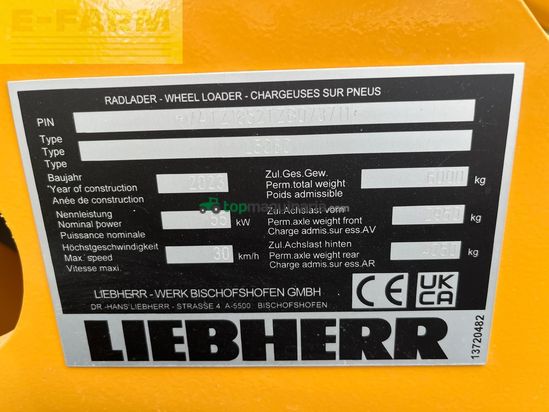 E-FARM
RADLADER - WHEEL LOADER - CHARGEUSES SUR PNEUS
PIN
Type
Type
Type
Baujahr
Year of construction 2023
Année de construction
Nennleistung
Nominal power kW
Puissance nominale
Höchstgeschwindigkeit
Max. speed 30 km/h
Vitesse maxi.
Zul.Ges.Gew.
Perm.total weight 6000 kg
Poids admissible
Zul.Achslast vorn
Perm.axle weight front kg
Charge admis.sur ess.AV
Zul.Achslast hinten
Perm.axle weight rear kg
Charge admis.sur ess.AR
topmaquinaria.com
LIEBHERR - WERK BISCHOFSHOFEN GMBH
DR.-HANS LIEBHERR - STRASSE 4 A-5500 BISCHOFSHOFEN
CE UK CA
LIEBHERR
13720482